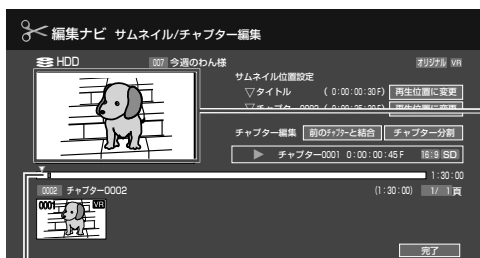 編集ナビ サムネイル/チャプター編集
HDD 007 今週のわん様 オリジナル VR
サムネイル位置設定
▽タイトル ( 0:00:00:30F) 再生位置に変更
チャプター編集 前のチャプターと結合 チャプター分割
▶ チャプター0001 0:00:00:45F 16:9 SD
1:30:00
0002 チャプター0002 (1:30:00) 1/ 1頁
0001 VR
完了